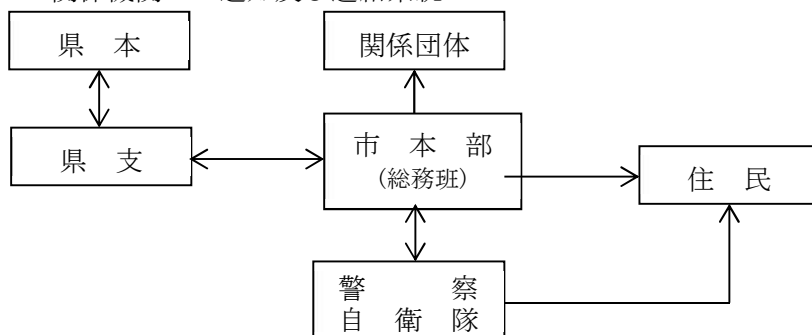 県 本
関係団体
県 支
市 本 部
(総務班)
住 民
警 察
自 衛 隊